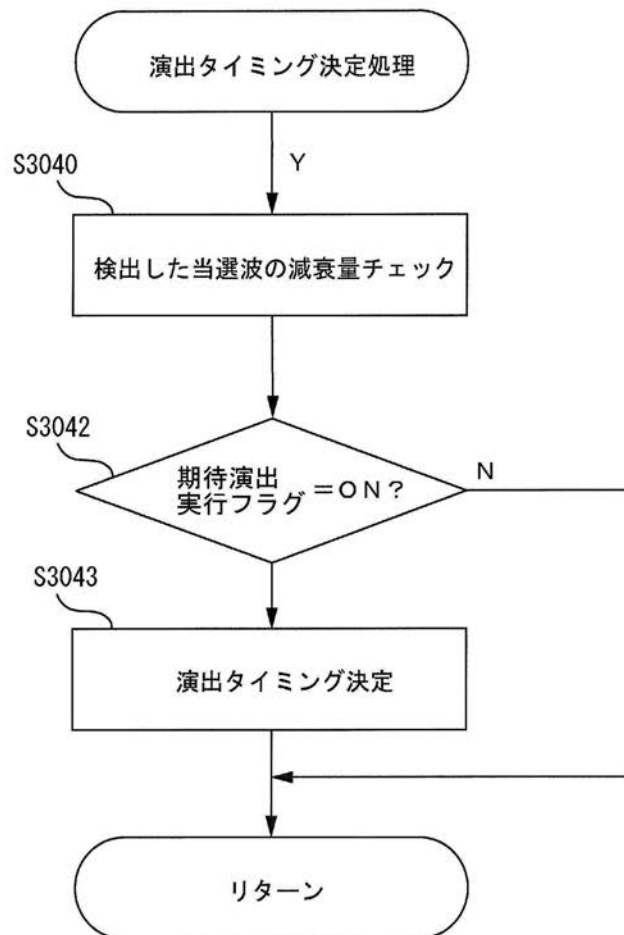 演出タイミング決定処理
Y
S3040
検出した当選波の減衰量チェック
S3042
期待演出
実行フラグ =ON?
N
S3043
演出タイミング決定
リターン